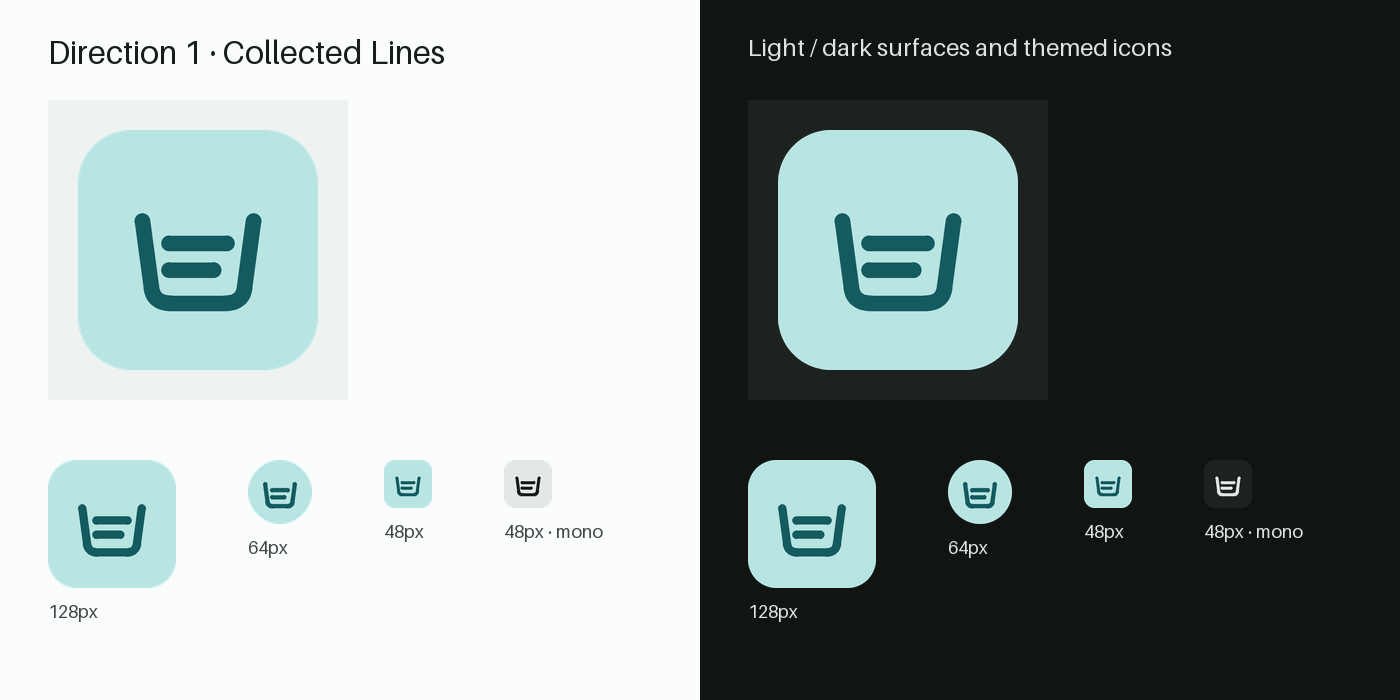 Direction 1 · Collected Lines
128px
64px
48px
48px · mono
Light / dark surfaces and themed icons
128px
64px
48px
48px · mono